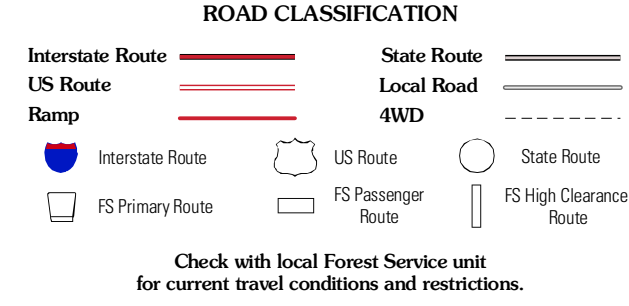 ROAD CLASSIFICATION
Interstate Route
State Route
US Route
Local Road
Ramp
4WD
Interstate Route
US Route
State Route
FS Primary Route
FS Passenger
Route
FS High Clearance
Route
Check with local Forest Service unit
for current travel conditions and restrictions.